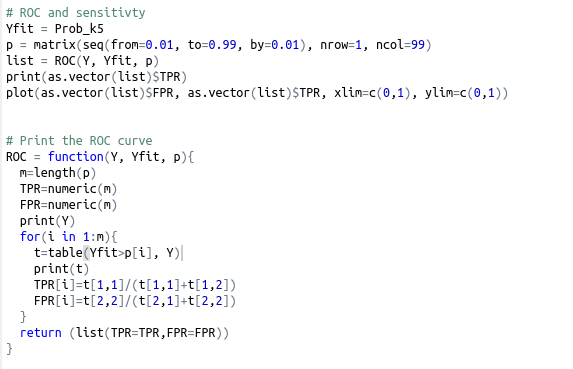 # ROC and sensitivty
Yfit = Prob_k5
p = matrix(seq(from=0.01, to=0.99, by=0.01), nrow=1, ncol=99)
list = ROC(Y, Yfit, p)
print(as.vector(list)$TPR)
plot(as.vector(list)$FPR, as.vector(list)$TPR, xlim=c(0,1), ylim=c(0,1))


# Print the ROC curve
ROC = function(Y, Yfit, p){
  m=length(p)
  TPR=numeric(m)
  FPR=numeric(m)
  print(Y)
  for(i in 1:m){
    t=table(Yfit>p[i], Y)
    print(t)
    TPR[i]=t[1,1]/(t[1,1]+t[1,2])
    FPR[i]=t[2,2]/(t[2,1]+t[2,2])
  }
  return (list(TPR=TPR,FPR=FPR))
}